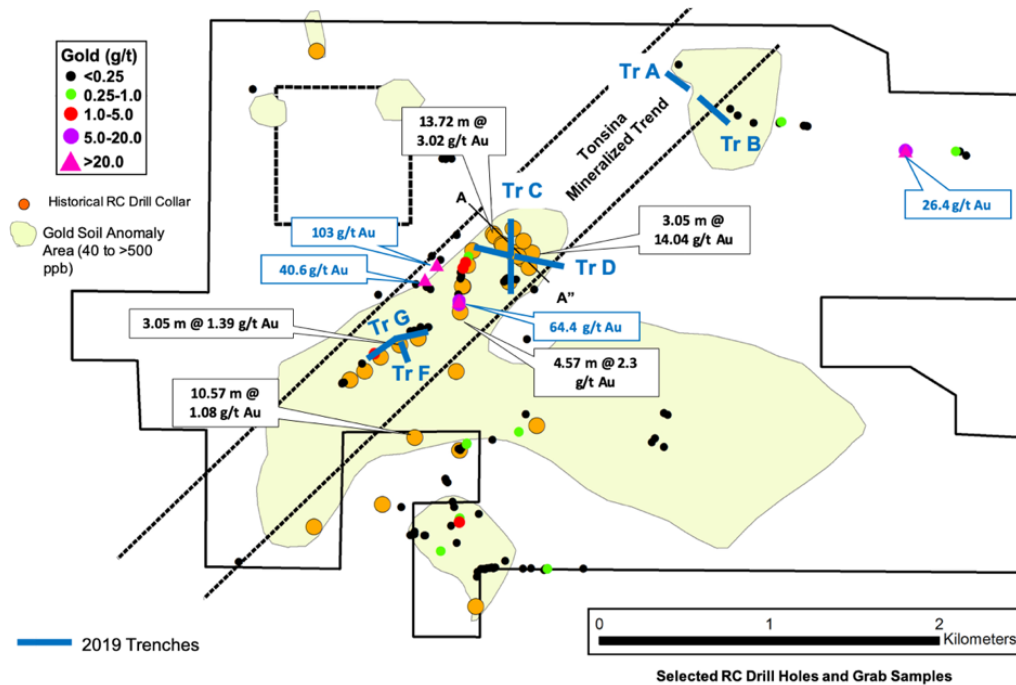 Gold (g/t)
<0.25
0.25-1.0
1.0-5.0
5.0-20.0
>20.0
Historical RC Drill Collar
Gold Soil Anomaly
Area (40 to >500
ppb)
Tr A
Tr B
Tonsina
Mineralized Trend
13.72 m @
3.02 g/t Au
Tr C
A
26.4 g/t Au
103 g/t Au
3.05 m @
14.04 g/t Au
40.6 g/t Au
Tr D
A"
3.05 m @ 1.39 g/t Au
Tr G
64.4 g/t Au
Tr F
4.57 m @ 2.3
g/t Au
10.57 m @
1.08 g/t Au
2019 Trenches
0 1 2
Kilometers
Selected RC Drill Holes and Grab Samples